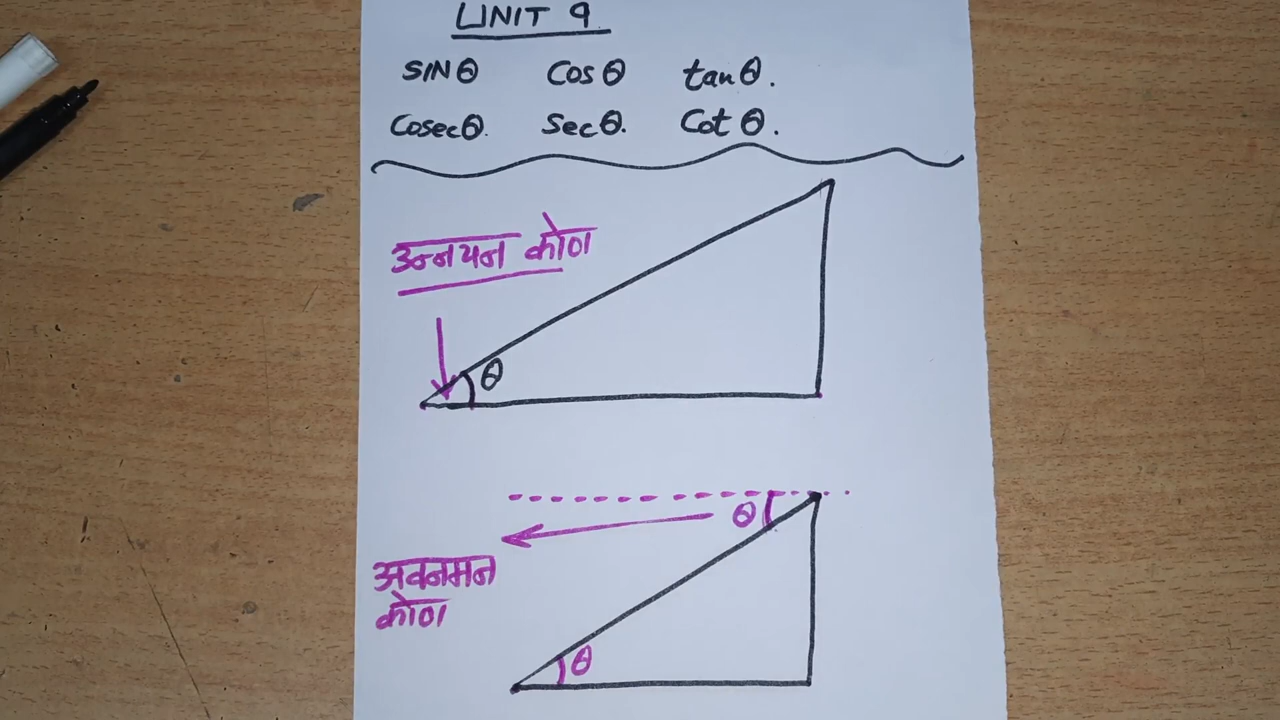 UNIT 9
SIN θ Cos θ tan θ.
Cosec θ. Sec θ. Cot θ.
उन्नयन कोण
θ
θ
अवनमन
कोण
θ